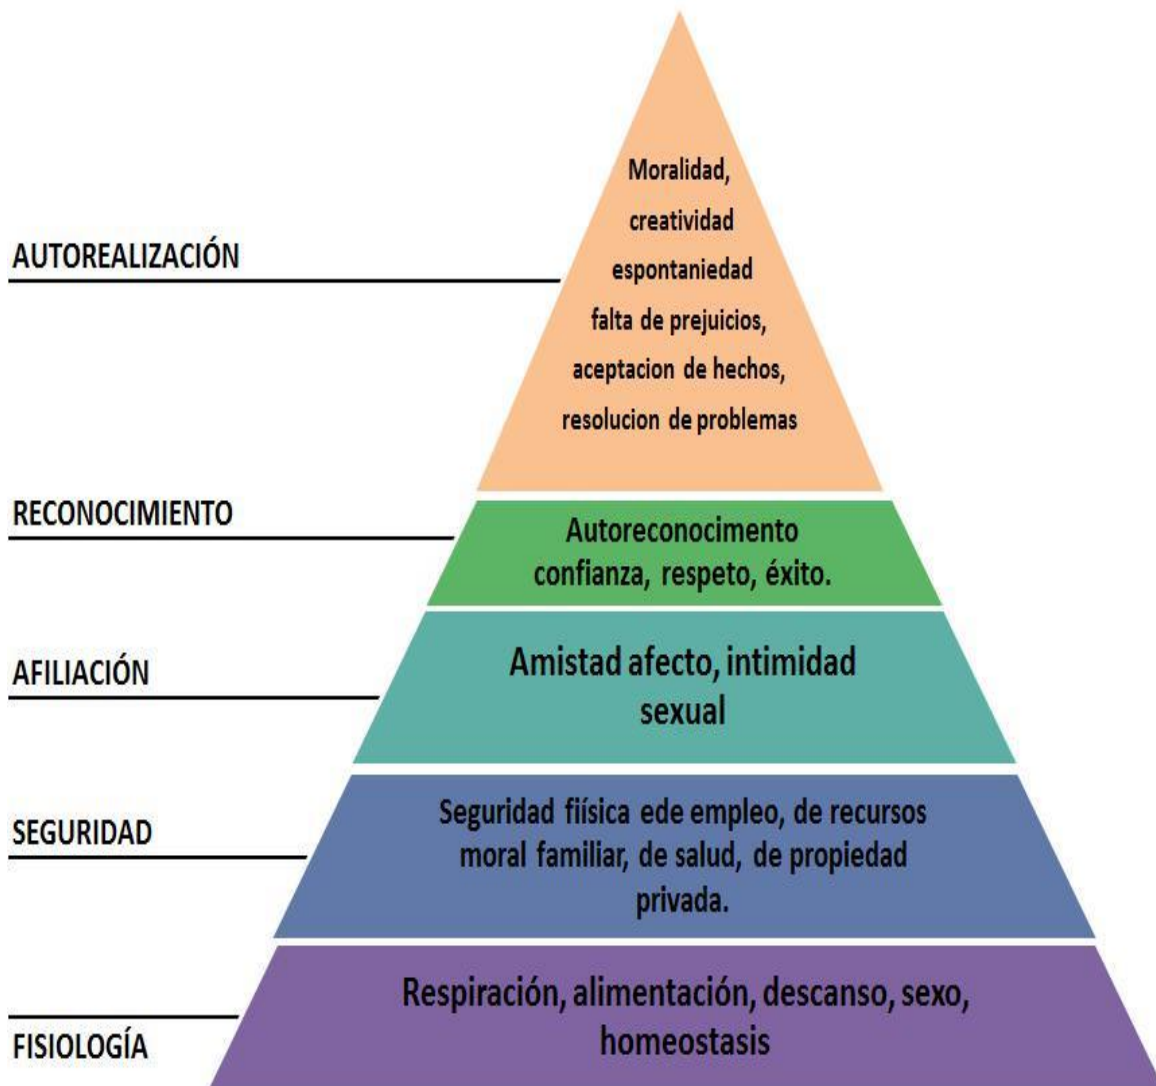 Moralidad,
creatividad
espontaniedad
falta de prejuicios,
aceptacion de hechos,
resolucion de problemas
AUTOREALIZACIÓN
RECONOCIMIENTO
Autoreconocimento
confianza, respeto, éxito.
AFILIACIÓN
Amistad afecto, intimidad
sexual
SEGURIDAD
Seguridad fiísica ede empleo, de recursos
moral familiar, de salud, de propiedad
privada.
FISIOLOGÍA
Respiración, alimentación, descanso, sexo,
homeostasis